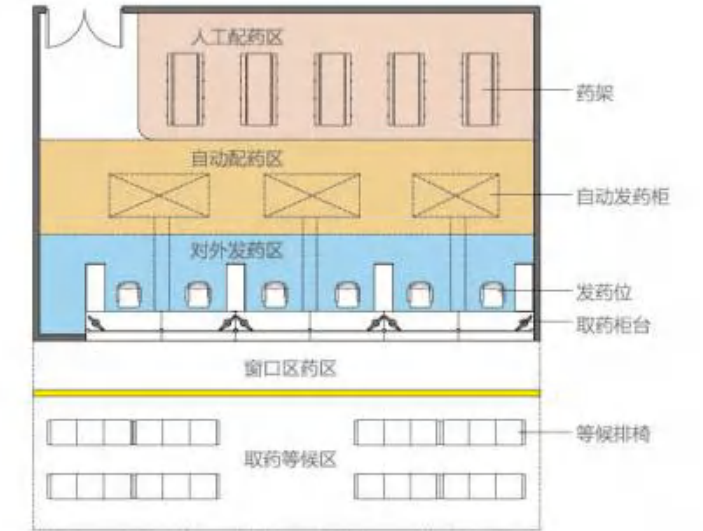 人工配药区
药架
自动配药区
自动发药柜
对外发药区
发药位
取药柜台
窗口区药区
等候排椅
取药等候区